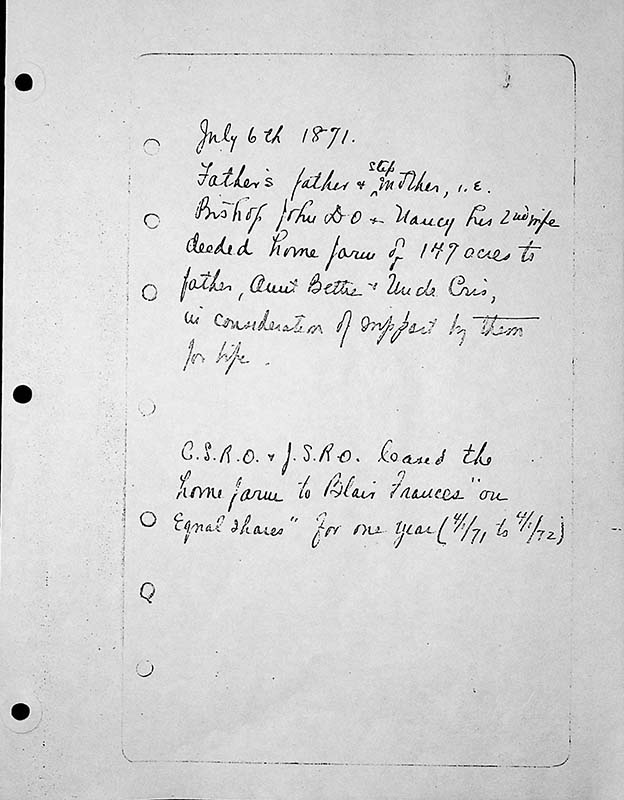 July 6th 1871.
Father's father & step mother, i.e.
Bishop John D O & Nancy his 2nd wife
deeded home farm of 147 acres to
father, Aunt Bettie & Uncle Cris,
in consideration of support by them
for life.
C.S.R.O. & J.S.R.O. leased the
home farm to Blair Frances "on
Equal shares" for one year (4/1/71 to 4/1/72)